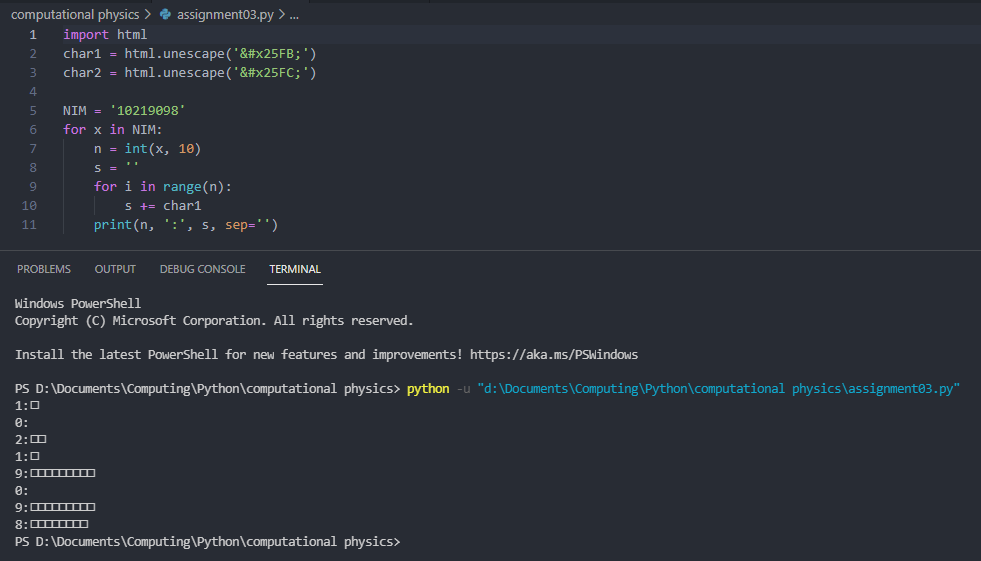 computational physics > assignment03.py > ...
1 import html
2 char1 = html.unescape('&#x25FB;')
3 char2 = html.unescape('&#x25FC;')
4
5 NIM = '10219098'
6 for x in NIM:
7     n = int(x, 10)
8     s = ''
9     for i in range(n):
10         s += char1
11     print(n, ':', s, sep='')
PROBLEMS OUTPUT DEBUG CONSOLE TERMINAL
Windows PowerShell
Copyright (C) Microsoft Corporation. All rights reserved.
Install the latest PowerShell for new features and improvements! https://aka.ms/PSWindows
PS D:\Documents\Computing\Python\computational physics> python -u "d:\Documents\Computing\Python\computational physics\assignment03.py"
1:◻
0:
2:◻◻
1:◻
9:◻◻◻◻◻◻◻◻◻
0:
9:◻◻◻◻◻◻◻◻◻
8:◻◻◻◻◻◻◻◻
PS D:\Documents\Computing\Python\computational physics>